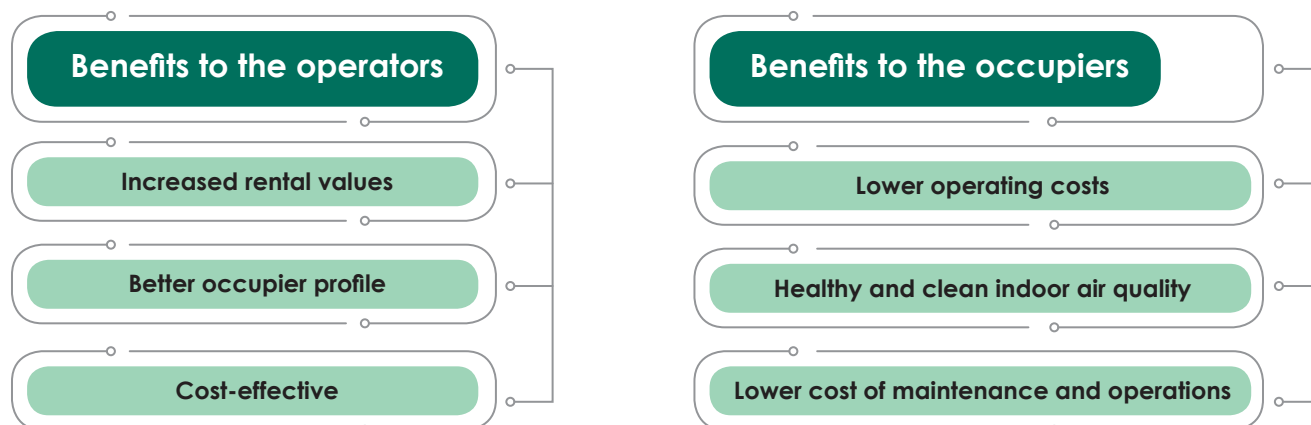 Benefits to the operators
Increased rental values
Better occupier profile
Cost-effective
Benefits to the occupiers
Lower operating costs
Healthy and clean indoor air quality
Lower cost of maintenance and operations